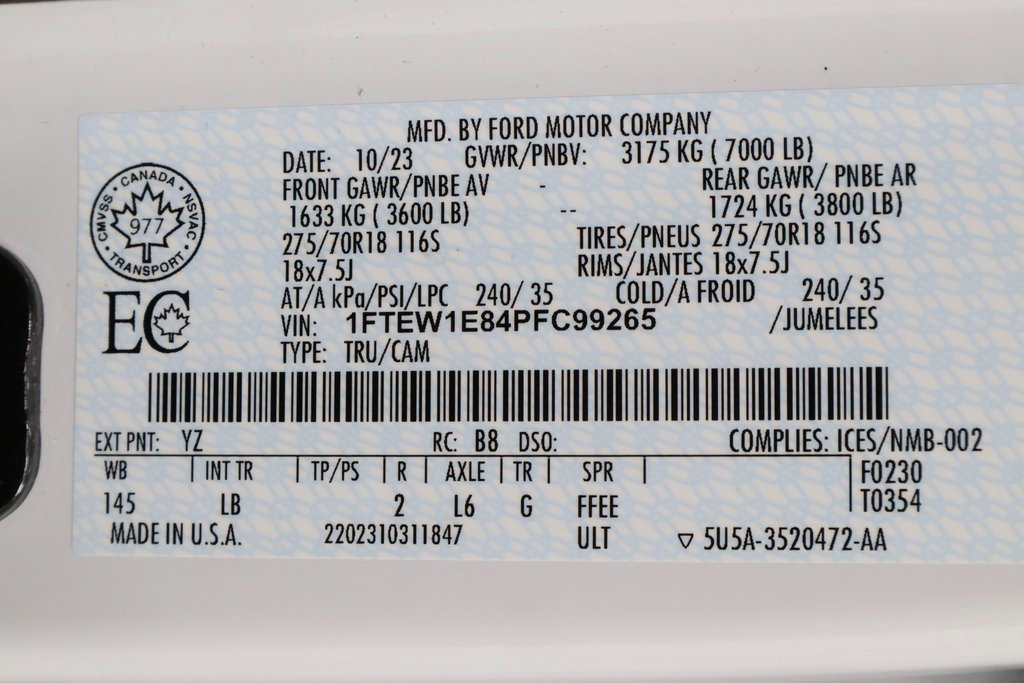 MFD. BY FORD MOTOR COMPANY
DATE: 10/23 GVWR/PNBV: 3175 KG ( 7000 LB)
FRONT GAWR/PNBE AV - REAR GAWR/ PNBE AR
1633 KG ( 3600 LB) -- 1724 KG ( 3800 LB)
275/70R18 116S TIRES/PNEUS 275/70R18 116S
18x7.5J RIMS/JANTES 18x7.5J
AT/A kPa/PSI/LPC 240/ 35 COLD/A FROID 240/ 35
VIN: 1FTEW1E84PFC99265 /JUMELEES
TYPE: TRU/CAM
CANADA
CMVSS NSVAC
977
TRANSPORT
EC
EXT PNT: YZ RC: B8 DSO: COMPLIES: ICES/NMB-002
WB INT TR TP/PS R AXLE TR SPR F0230
145 LB 2 L6 G FFEE T0354
MADE IN U.S.A. 2202310311847 ULT ▽ 5U5A-3520472-AA